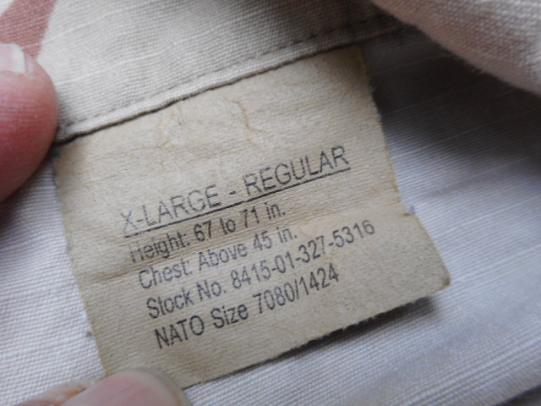 X-LARGE - REGULAR
Height: 67 to 71 in.
Chest: Above 45 in.
Stock No. 8415-01-327-5316
NATO Size 7080/1424